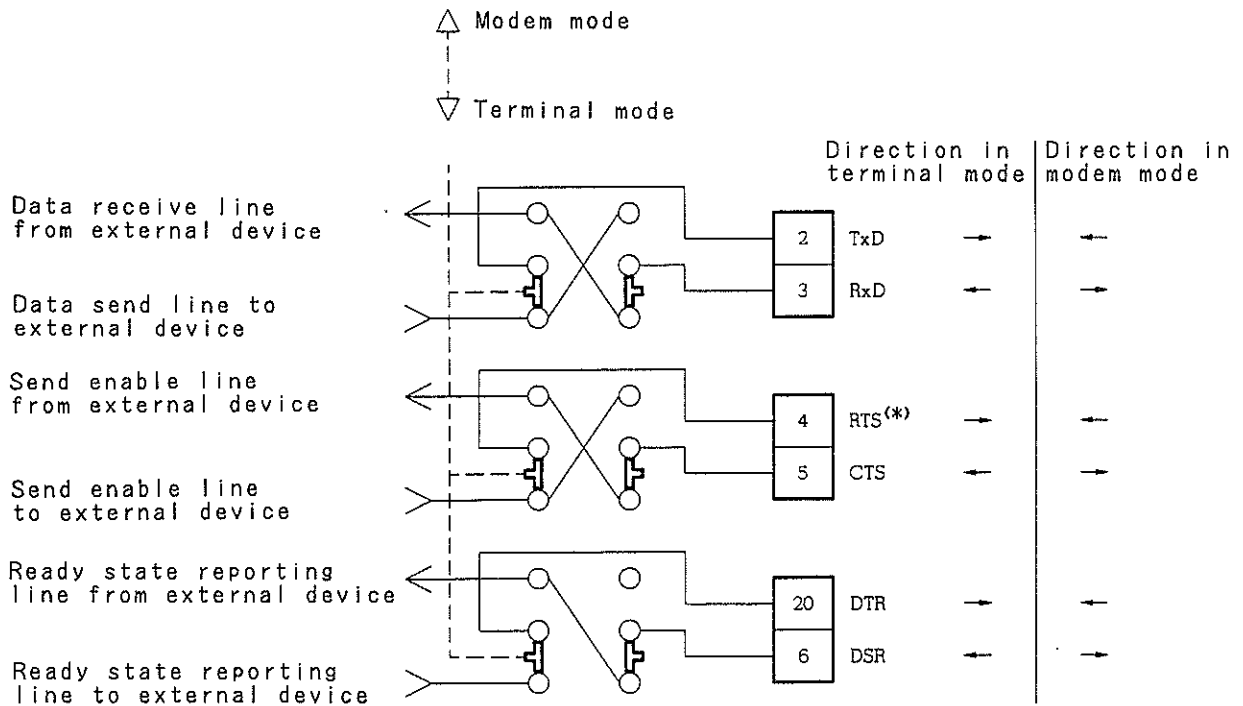 Modem mode
Terminal mode
Direction in
terminal mode
Direction in
modem mode
Data receive line
from external device
2 TxD
3 RxD
Data send line to
external device
Send enable line
from external device
4 RTS(*)
5 CTS
Send enable line
to external device
Ready state reporting
line from external device
20 DTR
6 DSR
Ready state reporting
line to external device